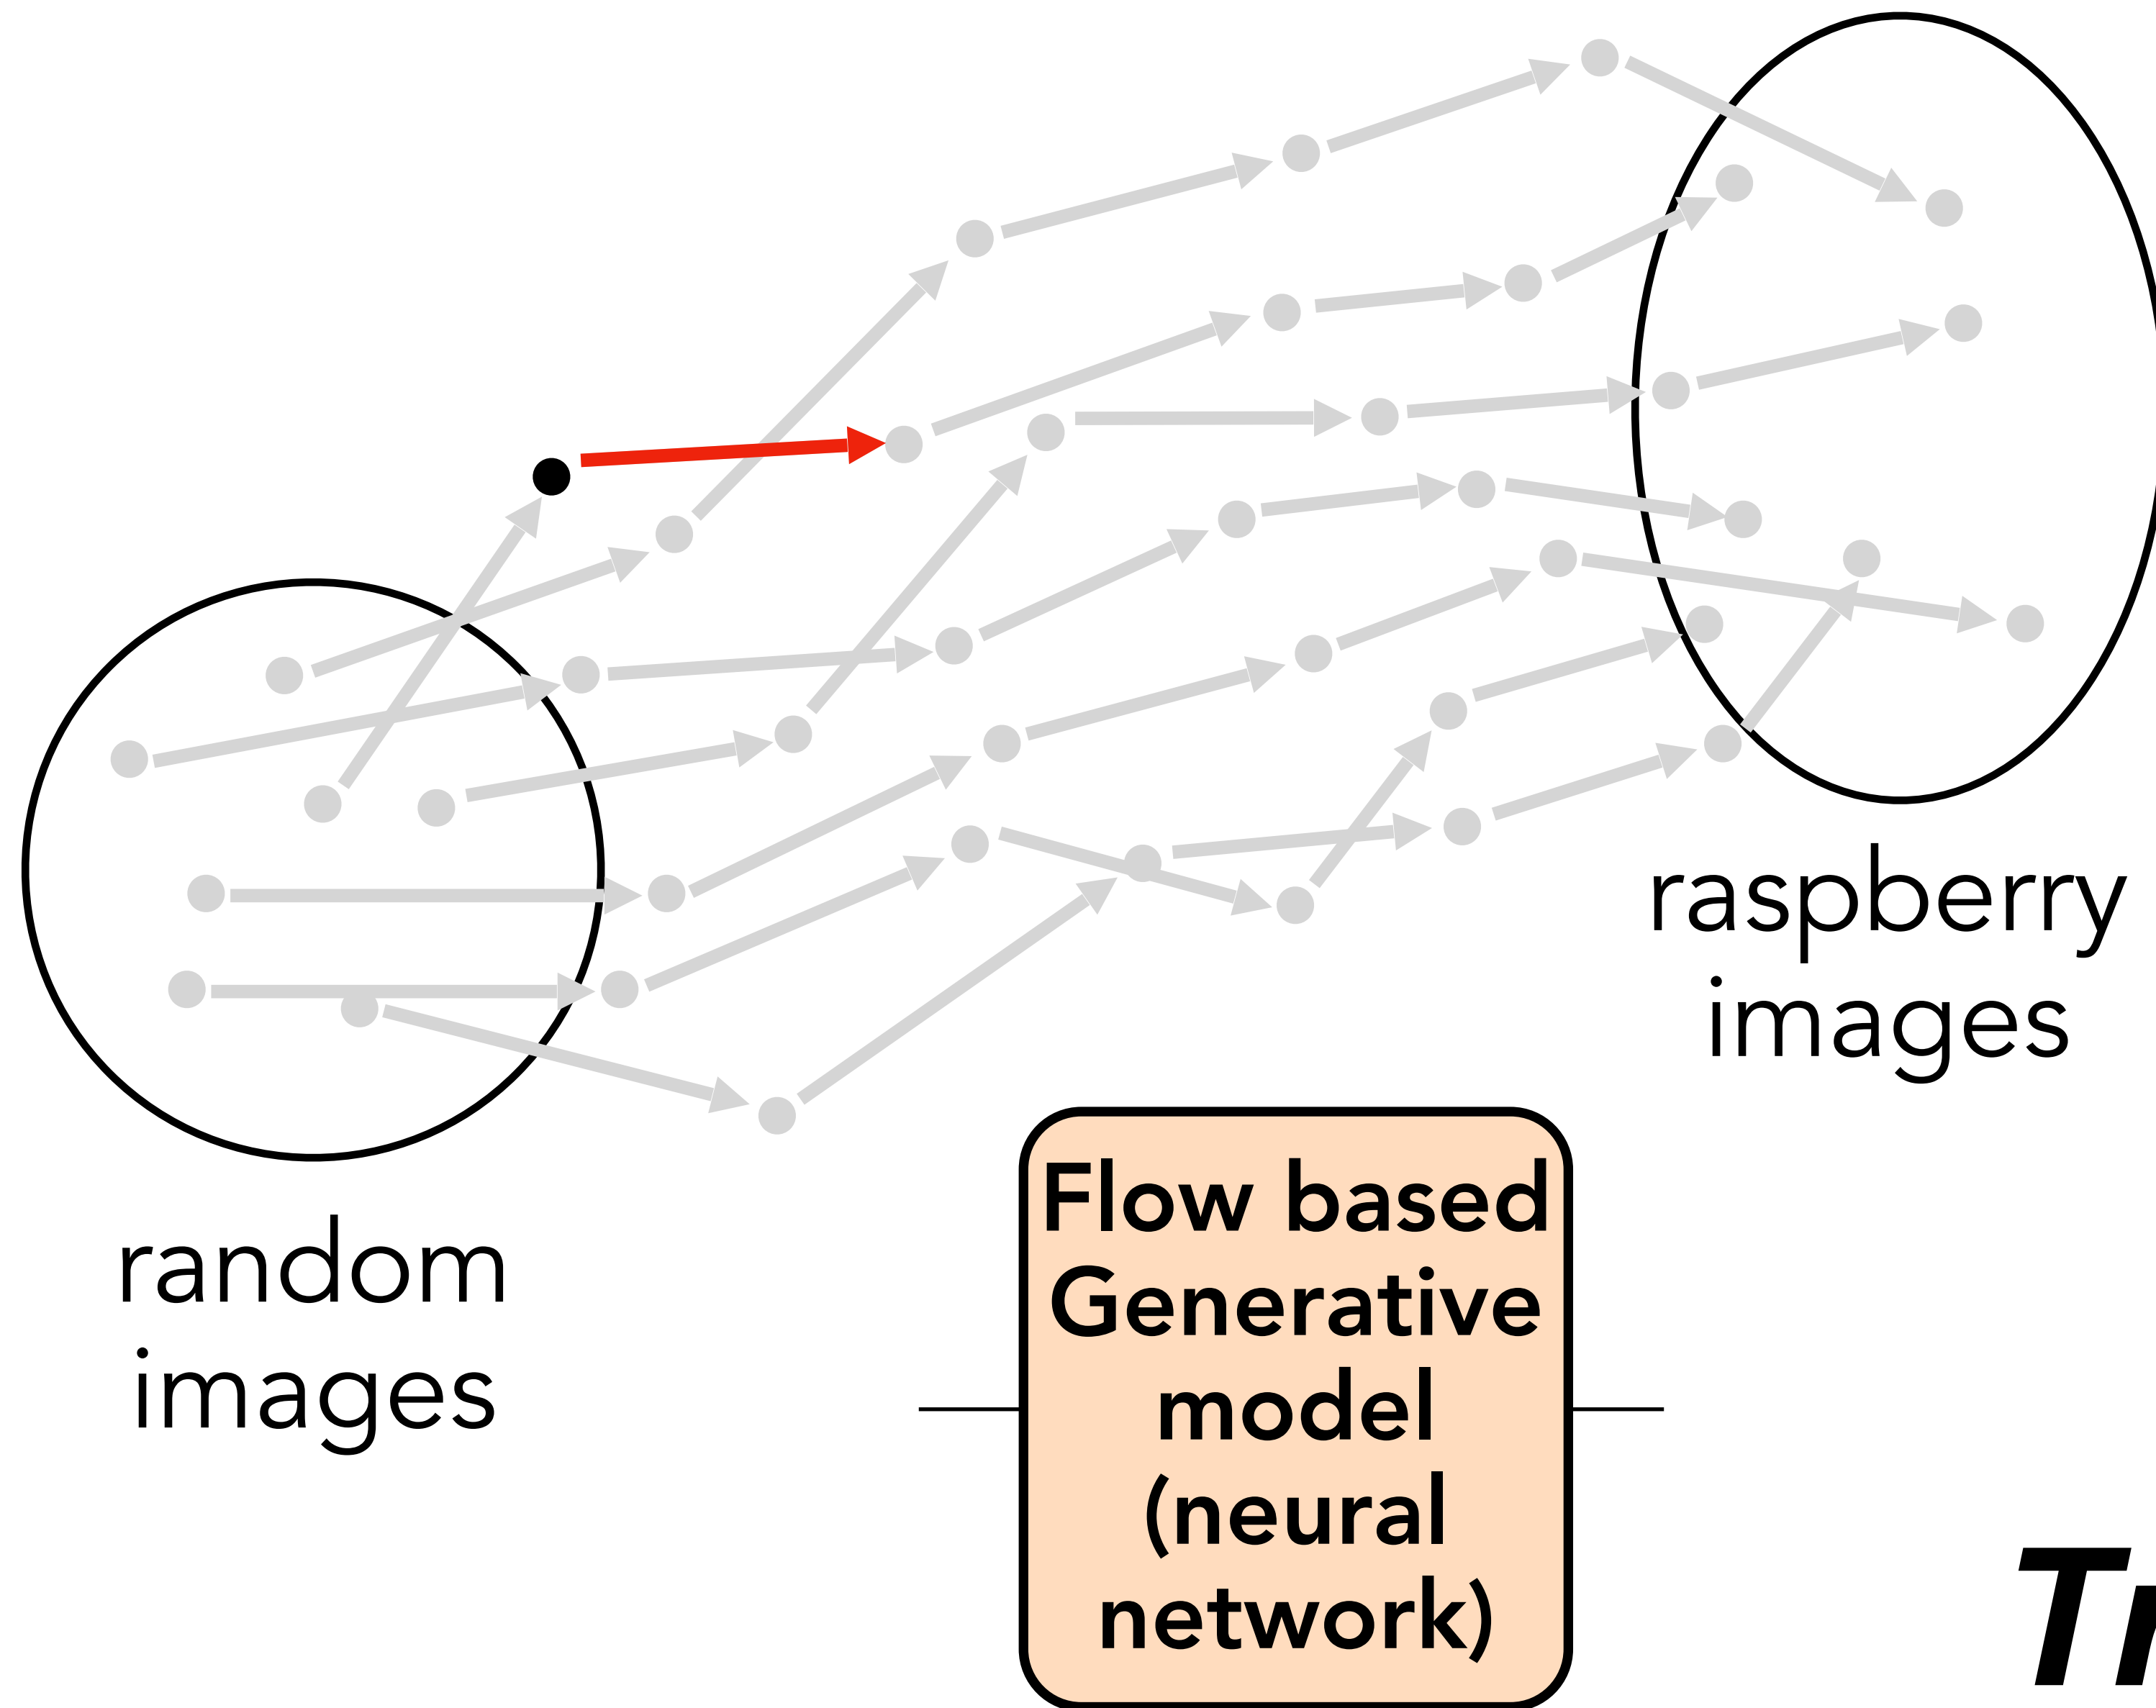 raspberry
images
random
images
Flow based
Generative
model
(neural
network)